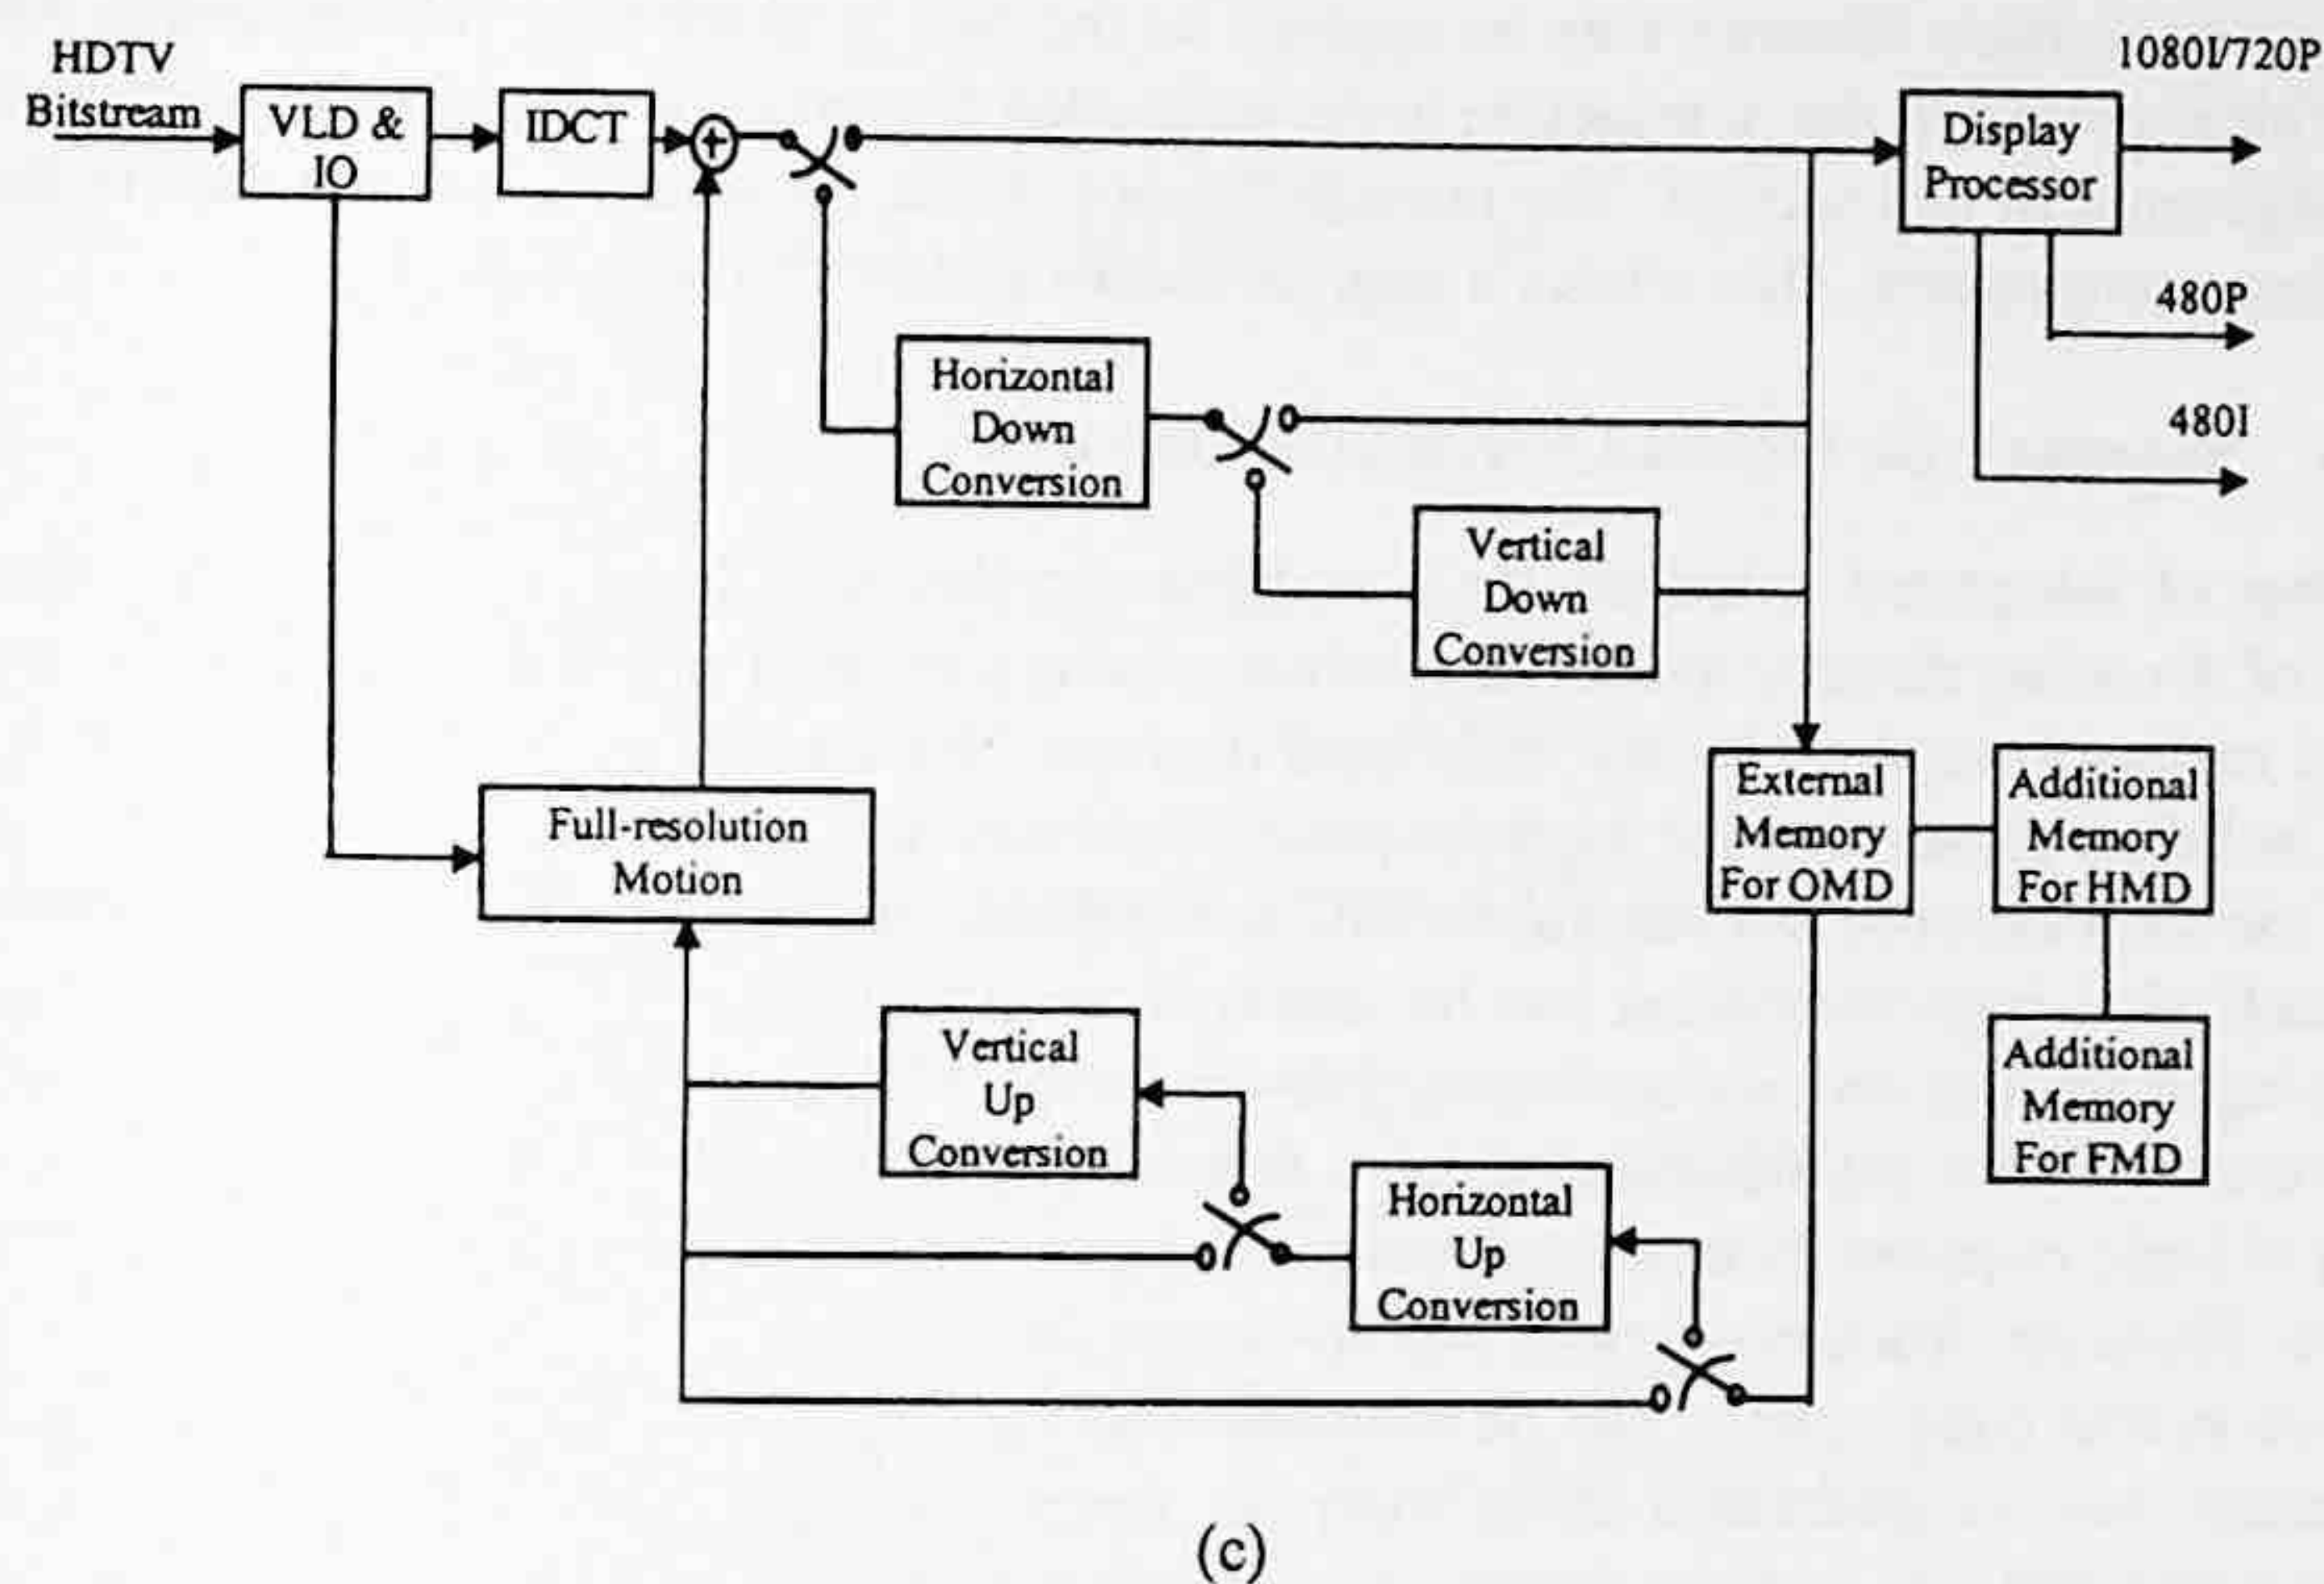 HDTV
Bitstream
VLD &
IO
IDCT
+
Display
Processor
1080I/720P
480P
480I
Horizontal
Down
Conversion
Vertical
Down
Conversion
Full-resolution
Motion
External
Memory
For OMD
Additional
Memory
For HMD
Additional
Memory
For FMD
Vertical
Up
Conversion
Horizontal
Up
Conversion
(c)